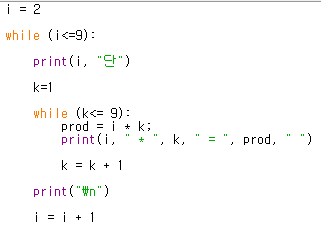 i = 2
while (i<=9):
print(i, "단")
k=1
while (k<= 9):
prod = i * k;
print(i, " * ", k, " = ", prod, " ")
k = k + 1
print("₩n")
i = i + 1